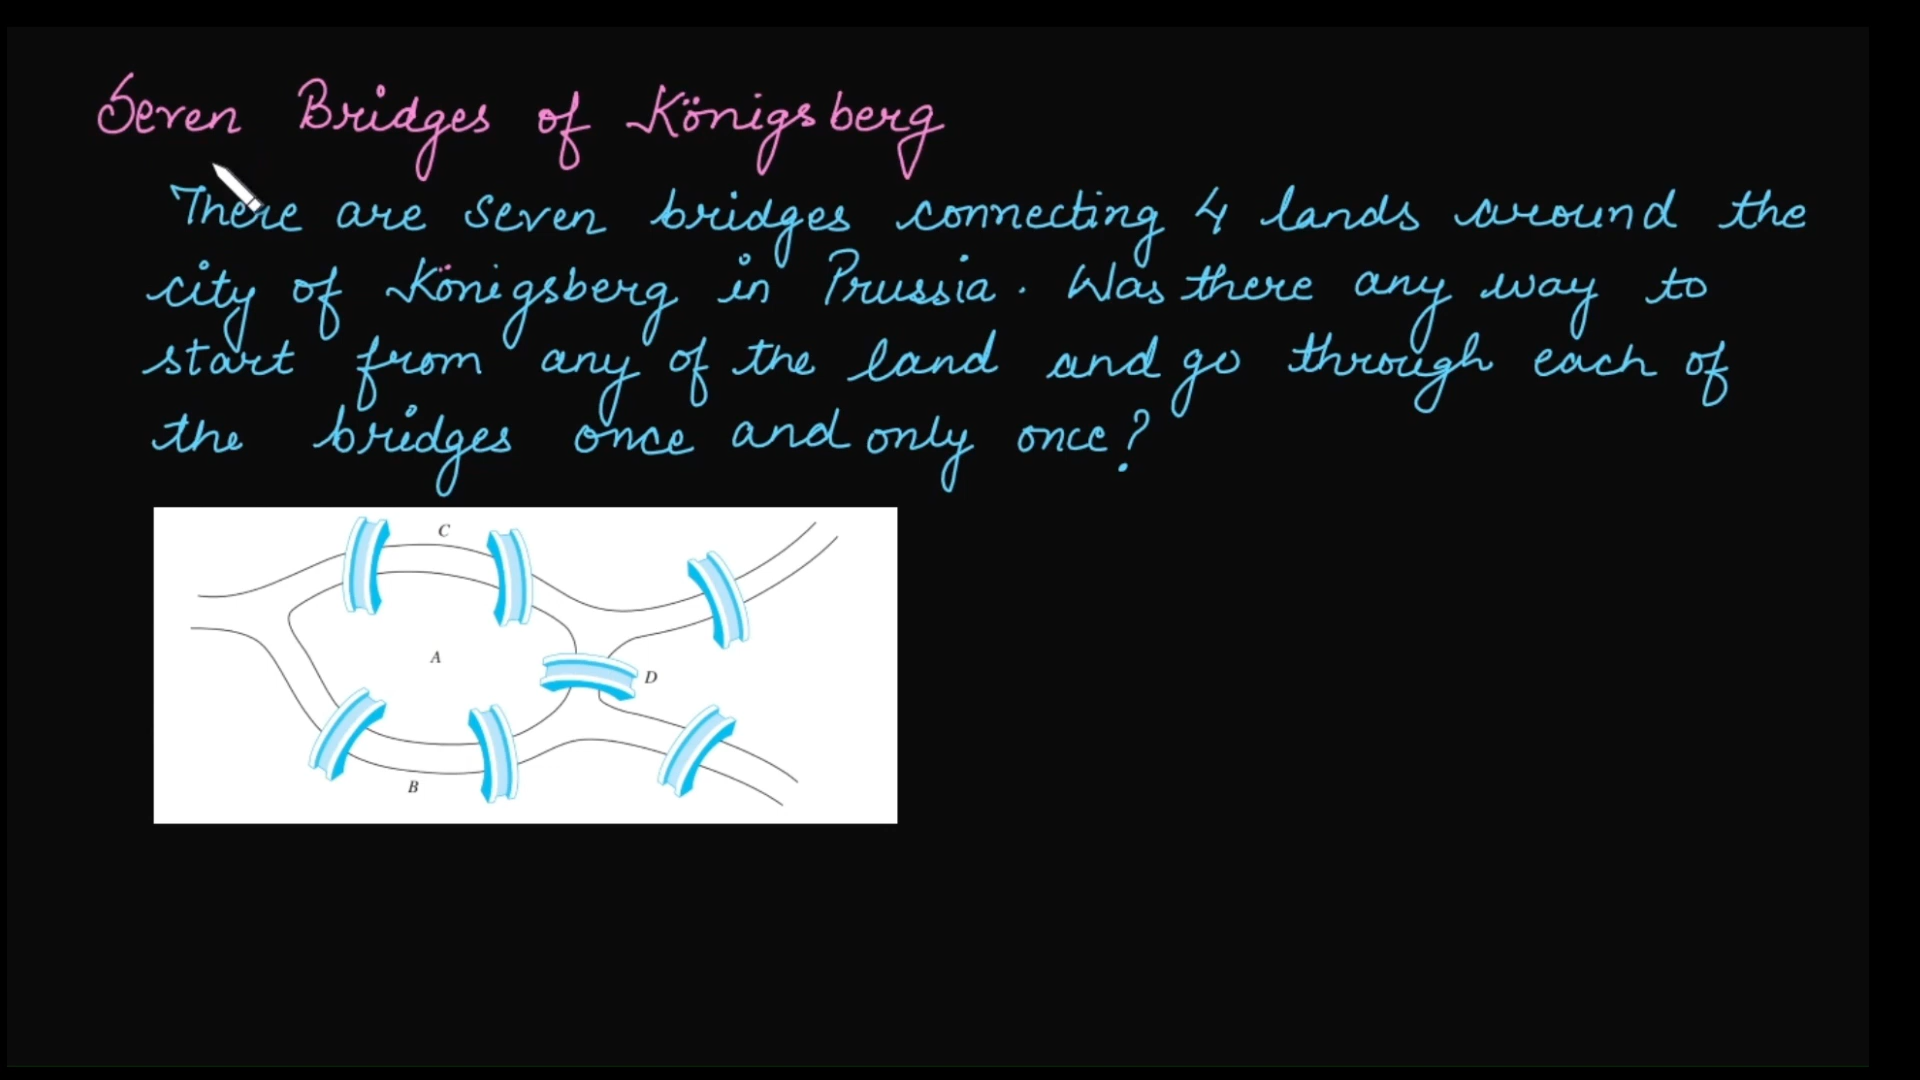 Seven Bridges of Königsberg
There are seven bridges connecting 4 lands around the
city of Königsberg in Prussia. Was there any way to
start from any of the land and go through each of
the bridges once and only once?
C
A
D
B